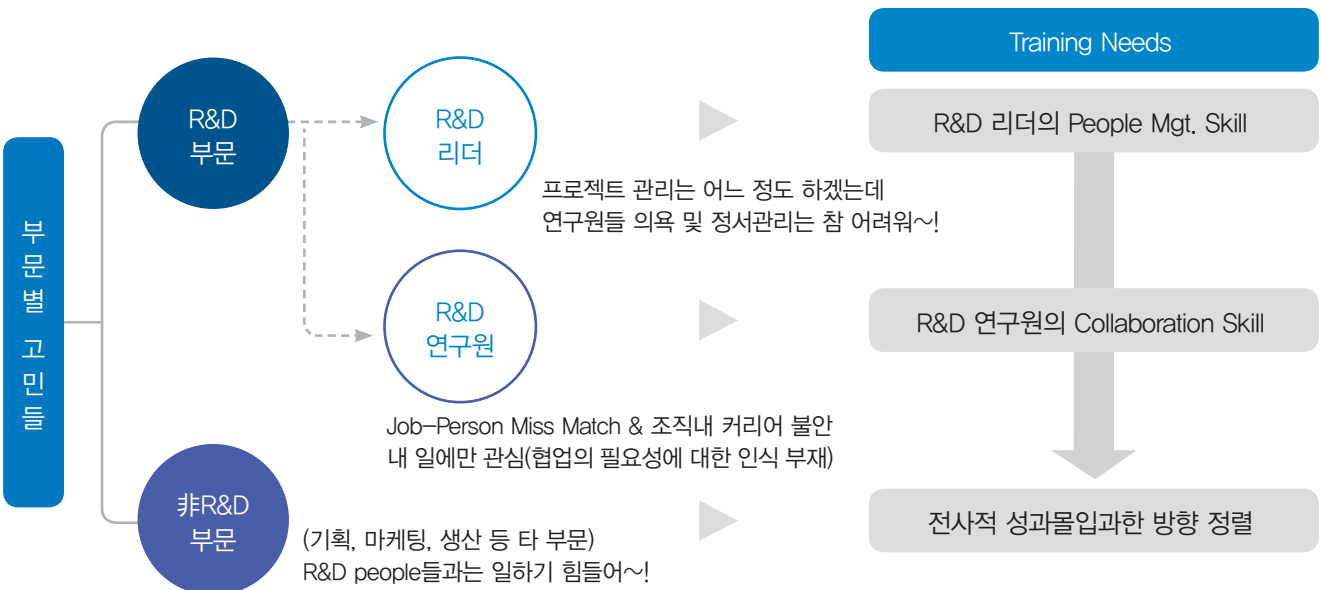 Training Needs
부문별 고민들
R&D
부문
R&D
리더
R&D 리더의 People Mgt. Skill
프로젝트 관리는 어느 정도 하겠는데
연구원들 의욕 및 정서관리는 참 어려워~!
R&D
연구원
R&D 연구원의 Collaboration Skill
Job-Person Miss Match & 조직내 커리어 불안
내 일에만 관심(협업의 필요성에 대한 인식 부재)
非R&D
부문
(기획, 마케팅, 생산 등 타 부문)
R&D people들과는 일하기 힘들어~!
전사적 성과몰입과한 방향 정렬